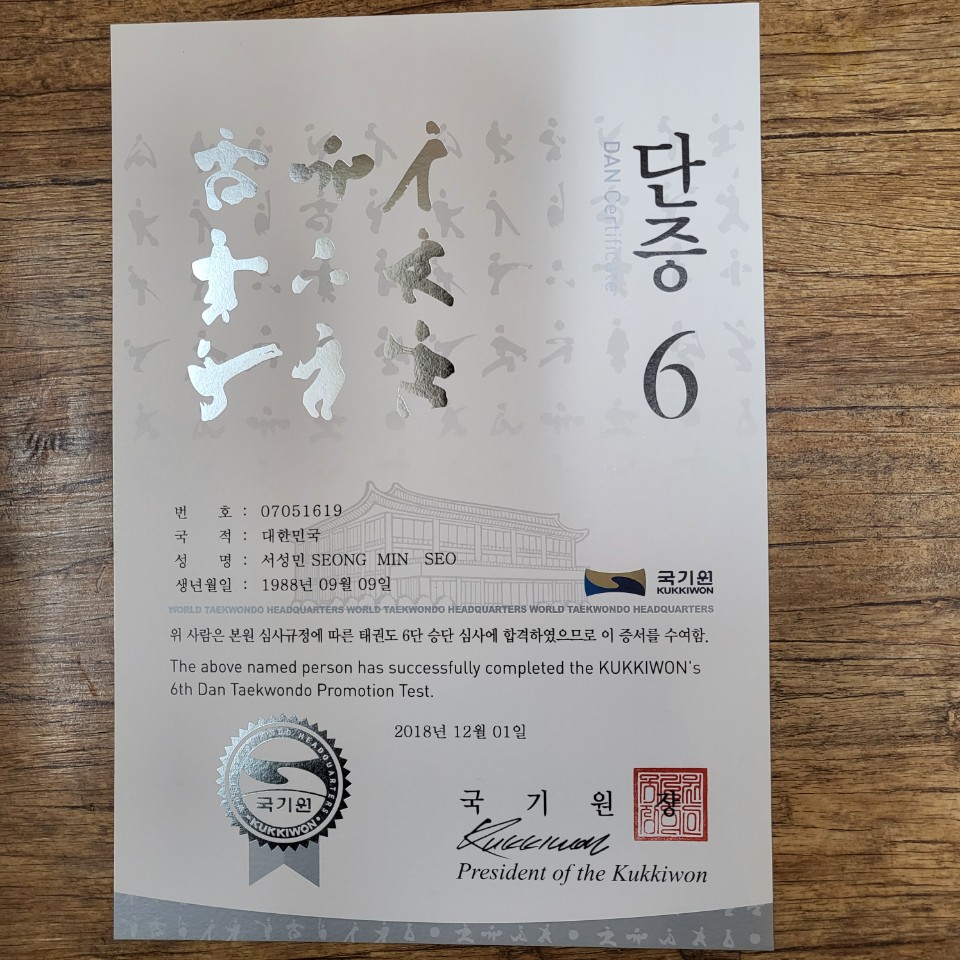 단증
DAN Certificate
6
번 호 : 07051619
국 적 : 대한민국
성 명 : 서성민 SEONG MIN SEO
생년월일 : 1988년 09월 09일
국기원
KUKKIWON
WORLD TAEKWONDO HEADQUARTERS WORLD TAEKWONDO HEADQUARTERS WORLD TAEKWONDO HEADQUARTERS
위 사람은 본원 심사규정에 따른 태권도 6단 승단 심사에 합격하였으므로 이 증서를 수여함.
The above named person has successfully completed the KUKKIWON's
6th Dan Taekwondo Promotion Test.
2018년 12월 01일
국기원
KUKKIWON
국 기 원 장
Kukkiwon
President of the Kukkiwon